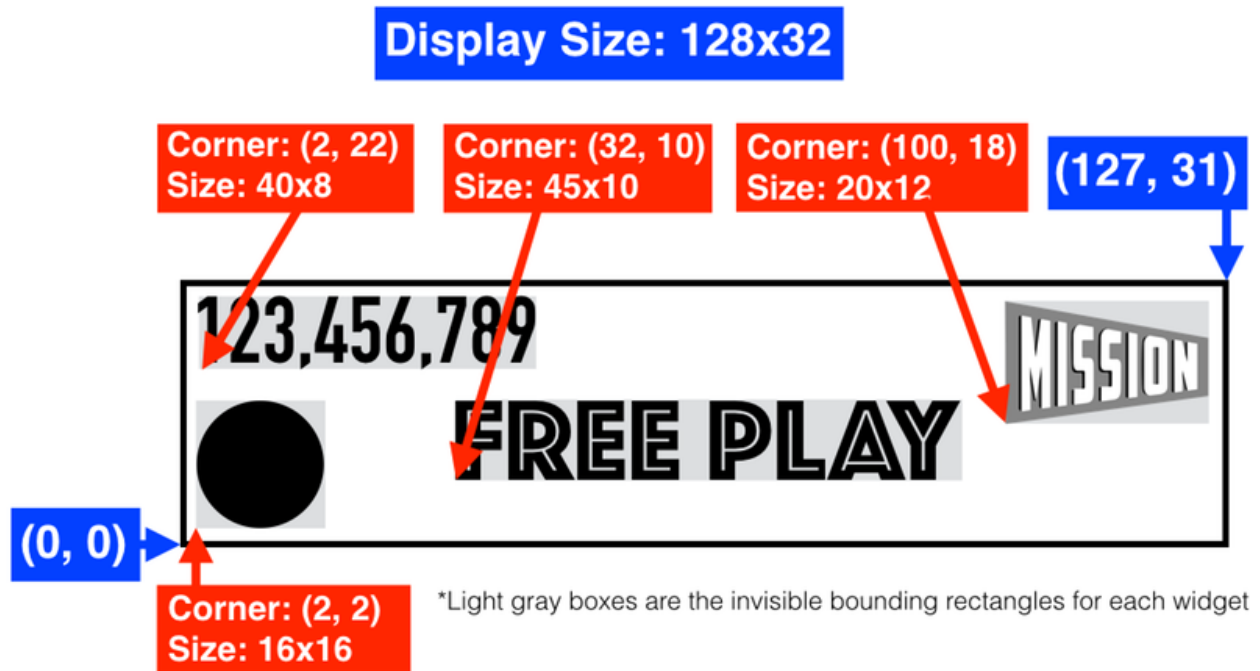 Display Size: 128x32
Corner: (2, 22)
Size: 40x8
Corner: (32, 10)
Size: 45x10
Corner: (100, 18)
Size: 20x12
(127, 31)
123,456,789
MISSION
FREE PLAY
(0, 0)
Corner: (2, 2)
Size: 16x16
*Light gray boxes are the invisible bounding rectangles for each widget